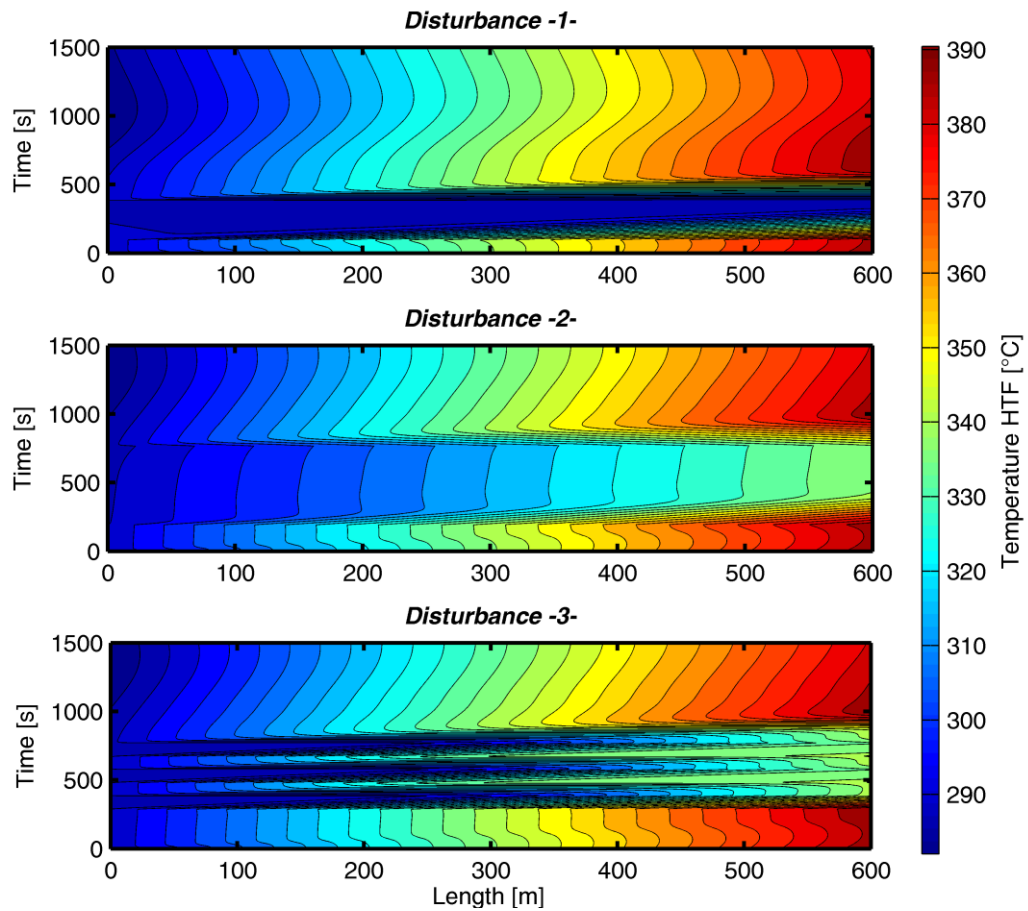 Disturbance -1-
1500
1000
500
0
Time [s]
0 100 200 300 400 500 600
Disturbance -2-
1500
1000
500
0
Time [s]
0 100 200 300 400 500 600
Disturbance -3-
1500
1000
500
0
Time [s]
0 100 200 300 400 500 600
Length [m]
390
380
370
360
350
340
330
320
310
300
290
Temperature HTF [°C]